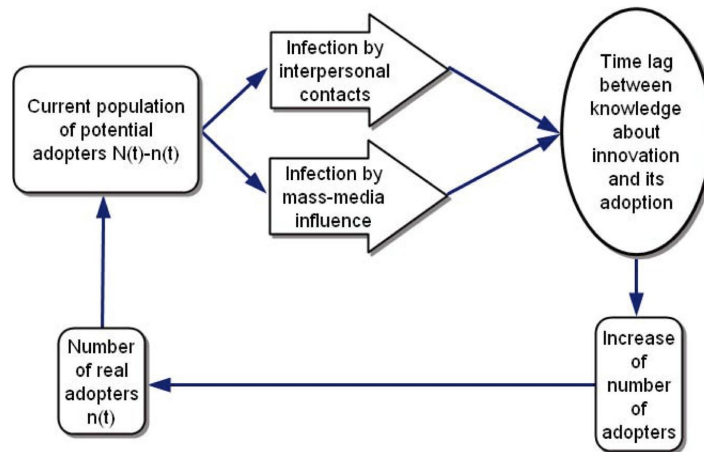 Current population
of potential
adopters N(t)-n(t)
Infection by
interpersonal
contacts
Infection by
mass-media
influence
Time lag
between
knowledge
about
innovation
and its
adoption
Increase of
number
of
adopters
Number
of real
adopters
n(t)